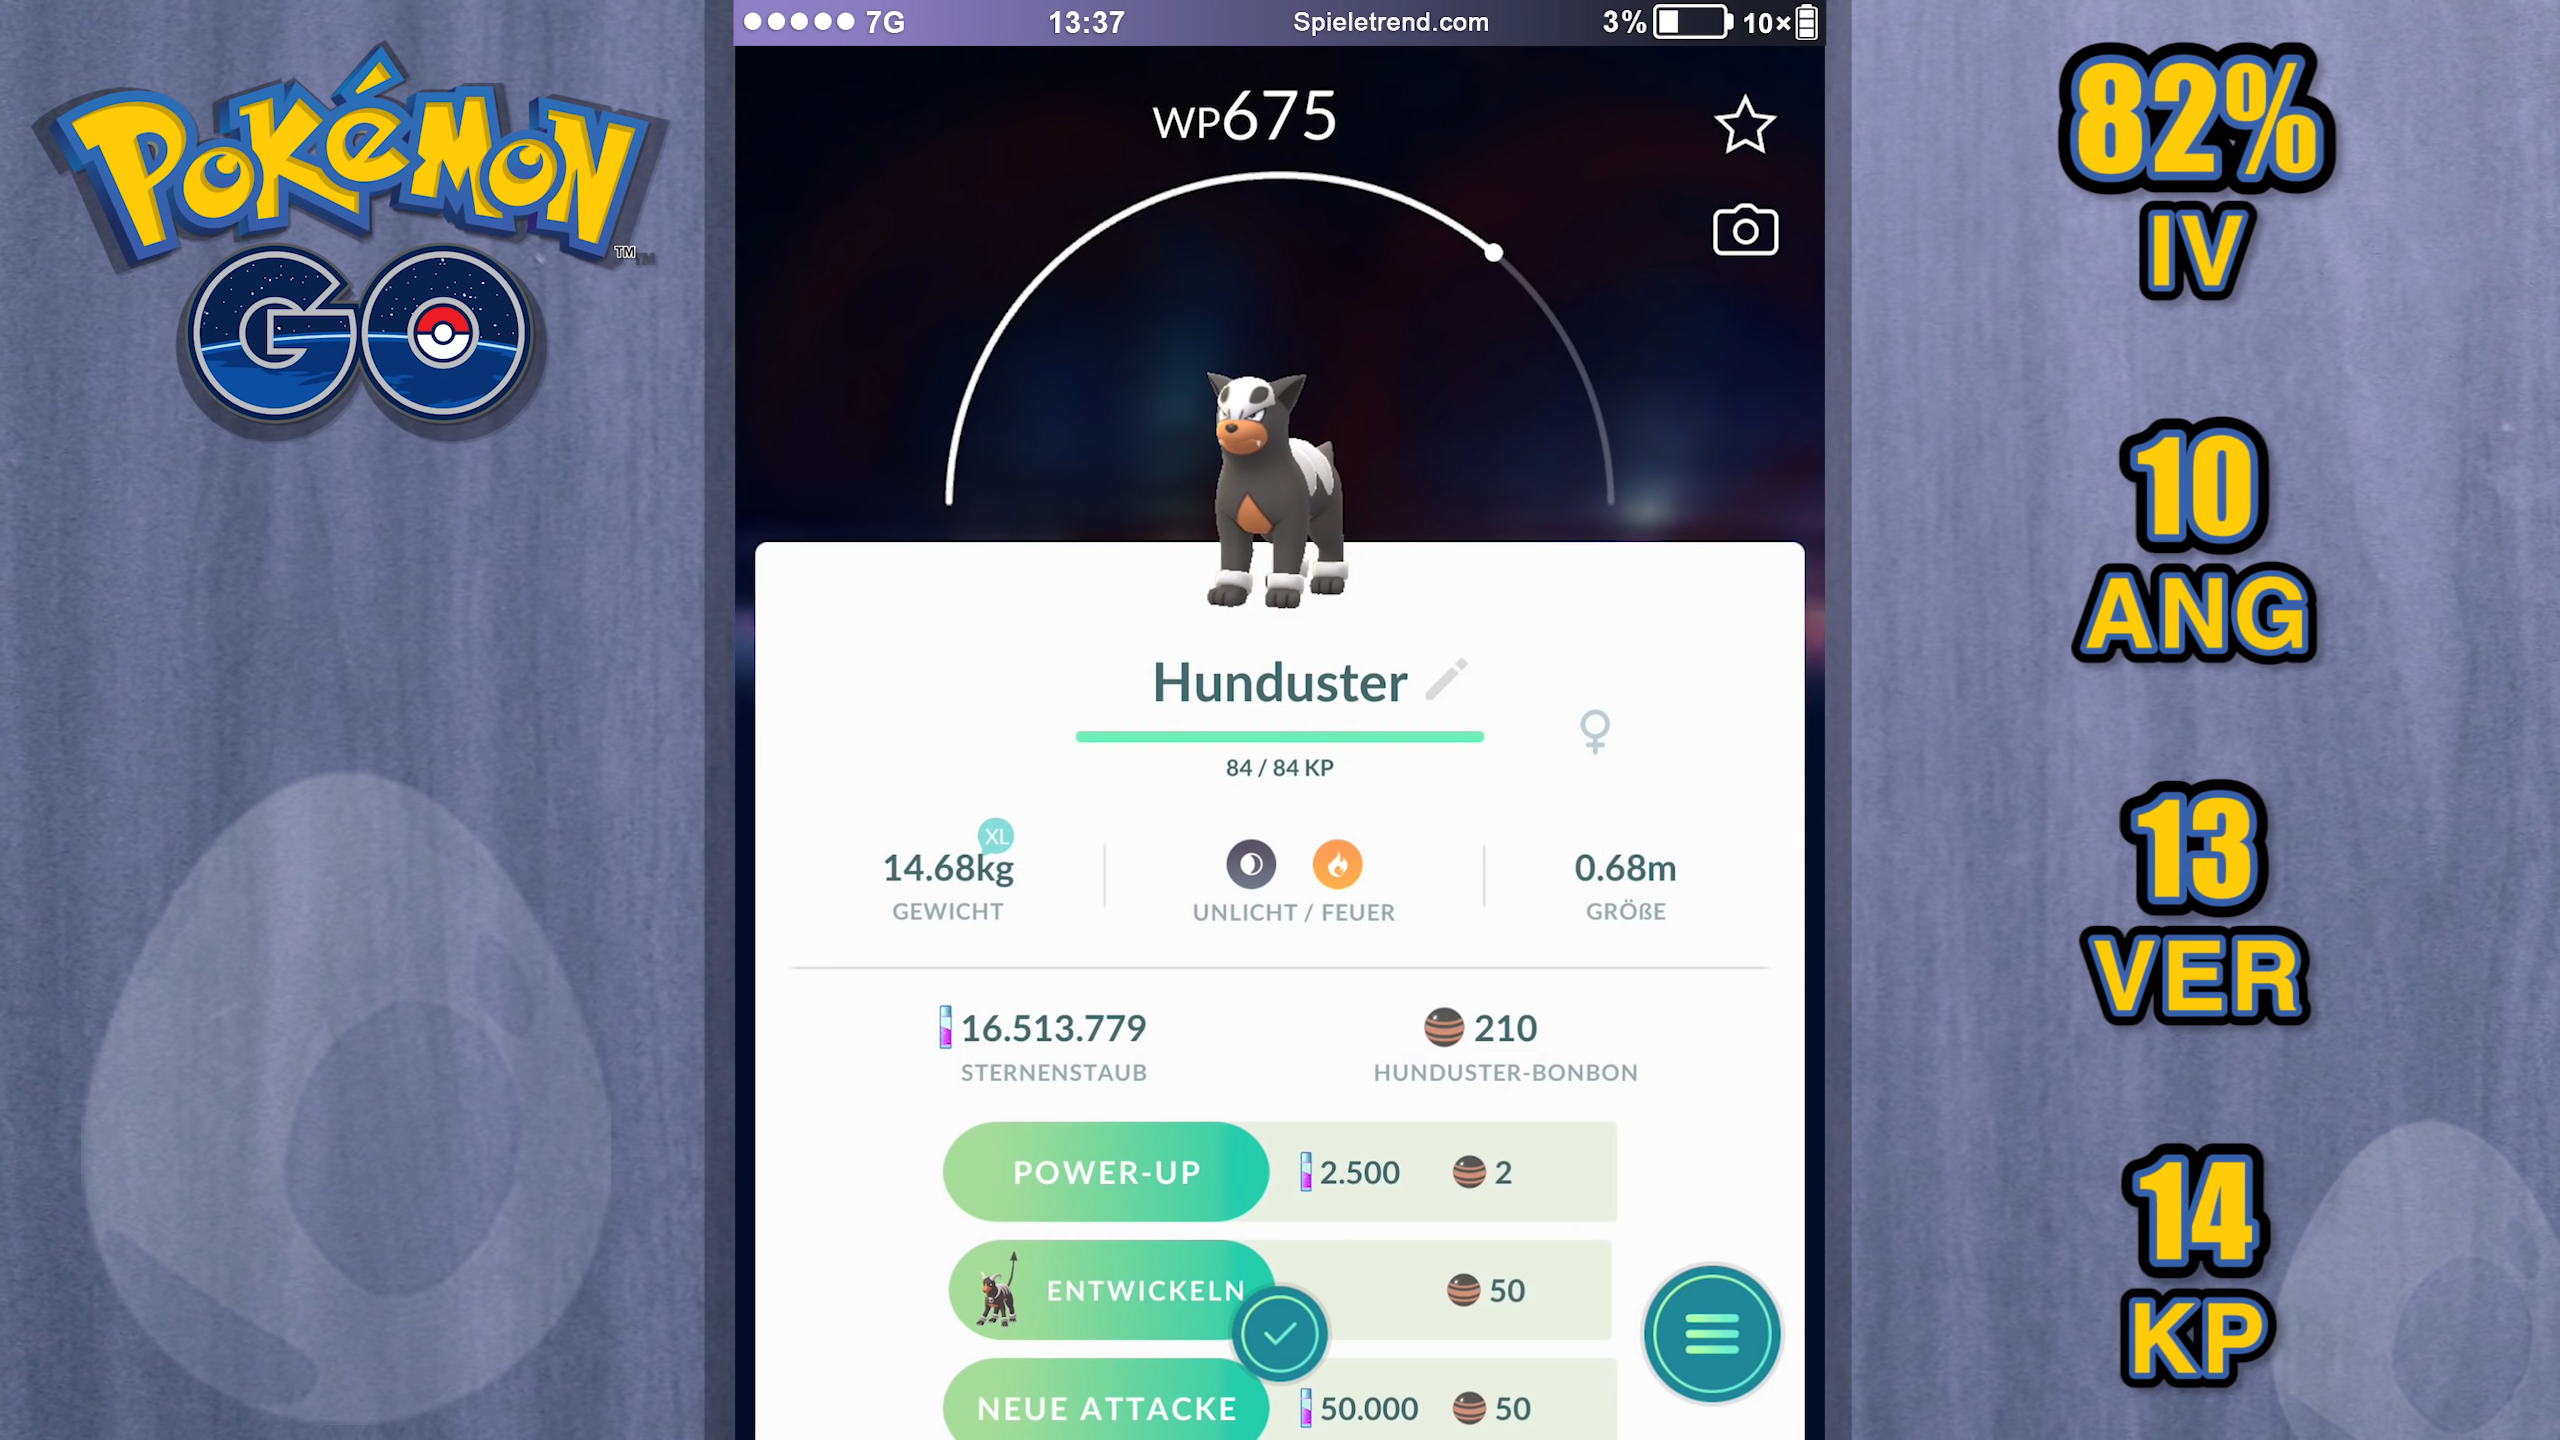 7G 13:37 Spieletrend.com 3% 10×
POKÉMON
GO
TM
WP675
Hunduster
84 / 84 KP
XL
14.68kg
GEWICHT
UNLICHT / FEUER
0.68m
GRÖßE
16.513.779
STERNENSTAUB
210
HUNDUSTER-BONBON
POWER-UP 2.500 2
ENTWICKELN 50
NEUE ATTACKE 50.000 50
82%
IV
10
ANG
13
VER
14
KP